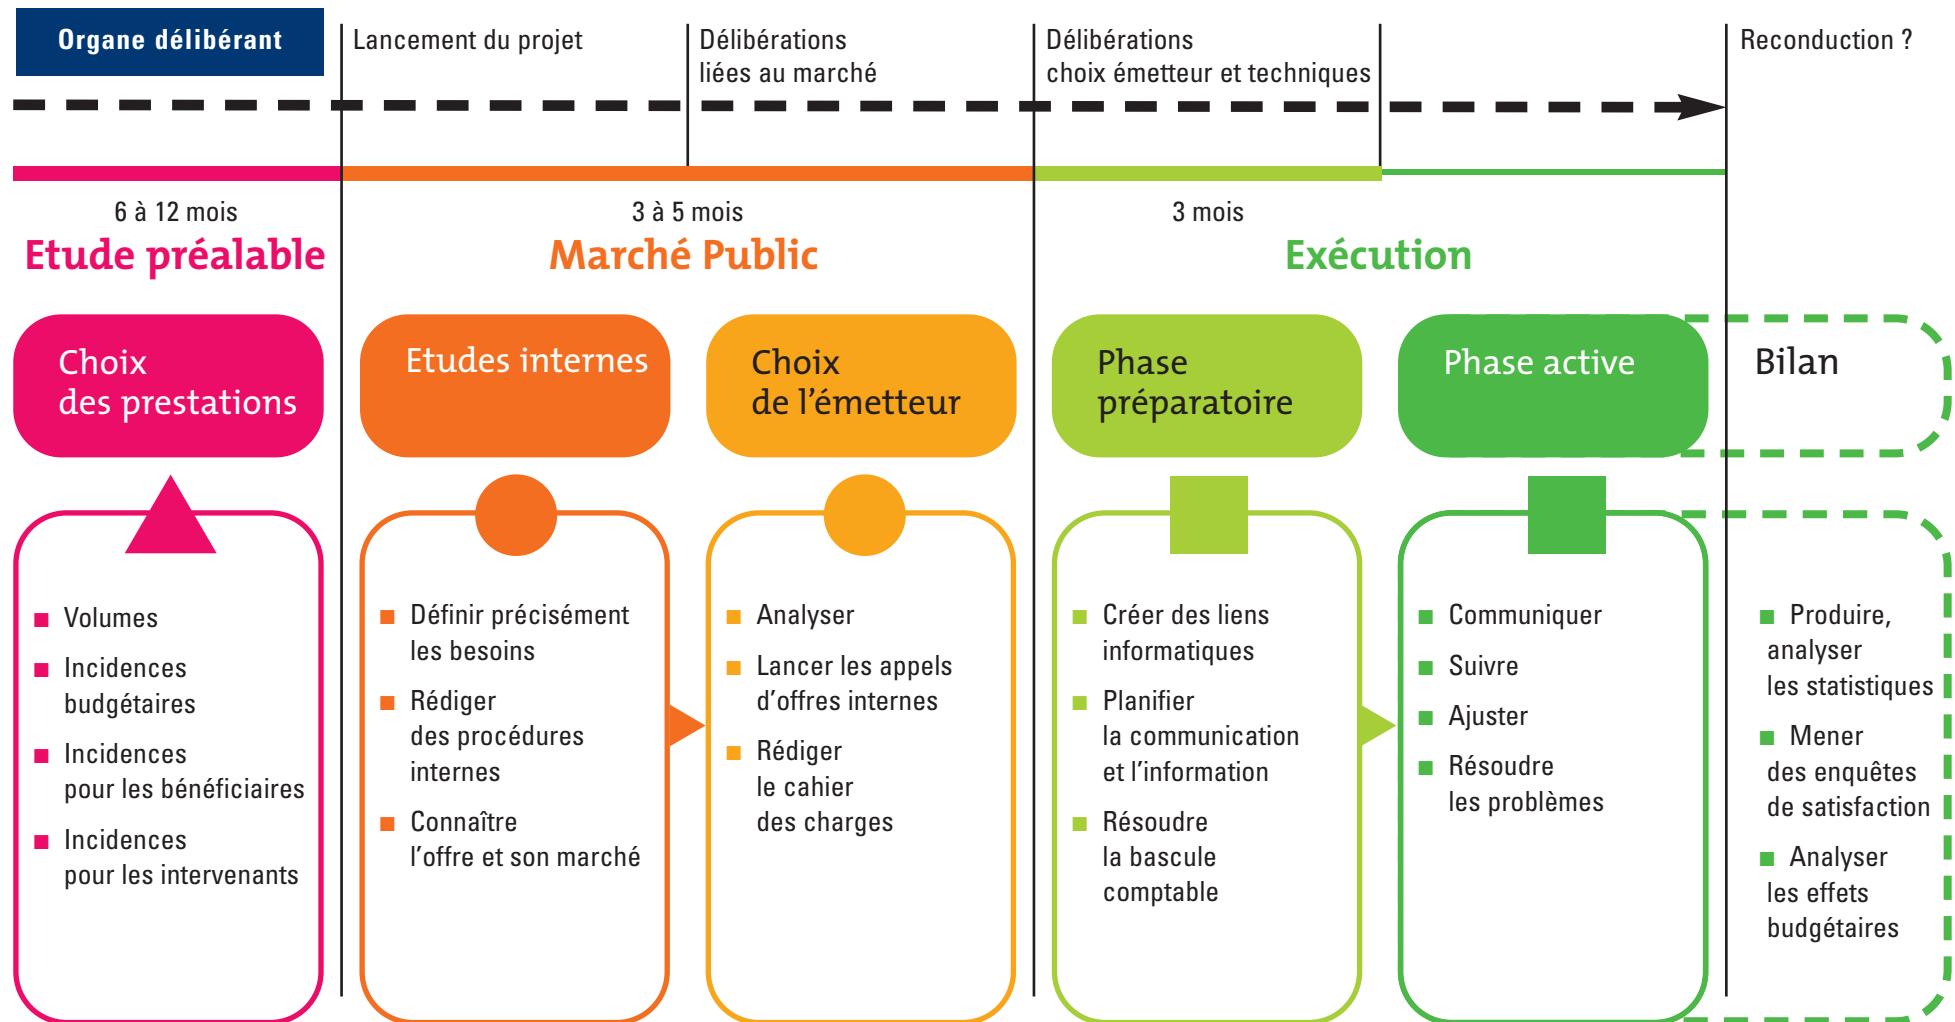 Organe délibérant
Lancement du projet
Délibérations
liées au marché
Délibérations
choix émetteur et techniques
Reconduction ?
6 à 12 mois
Etude préalable
3 à 5 mois
Marché Public
3 mois
Exécution
Choix
des prestations
Etudes internes
Choix
de l'émetteur
Phase
préparatoire
Phase active
Bilan
Volumes
Incidences
budgétaires
Incidences
pour les bénéficiaires
Incidences
pour les intervenants
Définir précisément
les besoins
Rédiger
des procédures
internes
Connaître
l'offre et son marché
Analyser
Lancer les appels
d'offres internes
Rédiger
le cahier
des charges
Créer des liens
informatiques
Planifier
la communication
et l'information
Résoudre
la bascule
comptable
Communiquer
Suivre
Ajuster
Résoudre
les problèmes
Produire,
analyser
les statistiques
Mener
des enquêtes
de satisfaction
Analyser
les effets
budgétaires